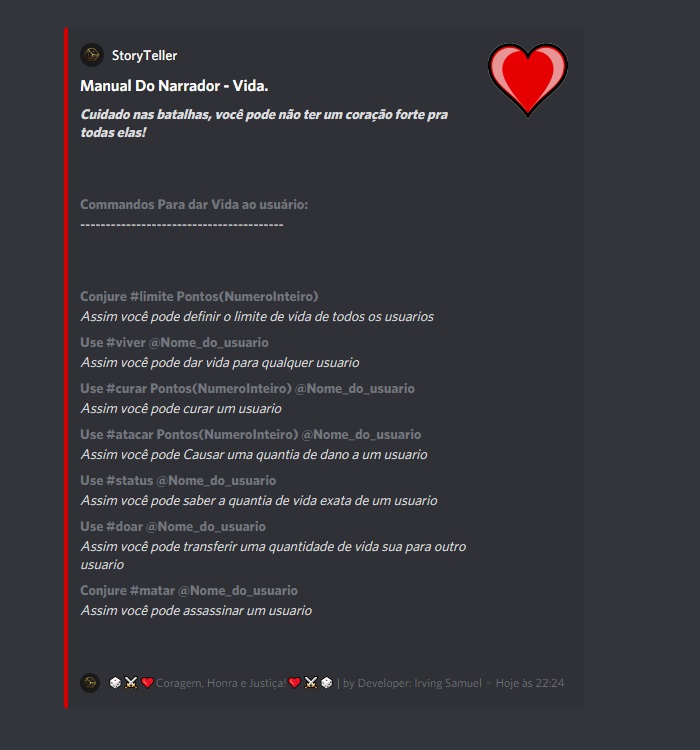 StoryTeller
Manual Do Narrador - Vida.
Cuidado nas batalhas, você pode não ter um coração forte pra
todas elas!
Commandos Para dar Vida ao usuário:
----------------------------------------
Conjure #limite Pontos(NumeroInteiro)
Assim você pode definir o limite de vida de todos os usuarios
Use #viver @Nome_do_usuario
Assim você pode dar vida para qualquer usuario
Use #curar Pontos(NumeroInteiro) @Nome_do_usuario
Assim você pode curar um usuario
Use #atacar Pontos(NumeroInteiro) @Nome_do_usuario
Assim você pode Causar uma quantia de dano a um usuario
Use #status @Nome_do_usuario
Assim você pode saber a quantia de vida exata de um usuario
Use #doar @Nome_do_usuario
Assim você pode transferir uma quantidade de vida sua para outro
usuario
Conjure #matar @Nome_do_usuario
Assim você pode assassinar um usuario
🎲⚔️❤️Coragem, Honra e Justiça!❤️⚔️🎲 | by Developer: Irving Samuel • Hoje às 22:24